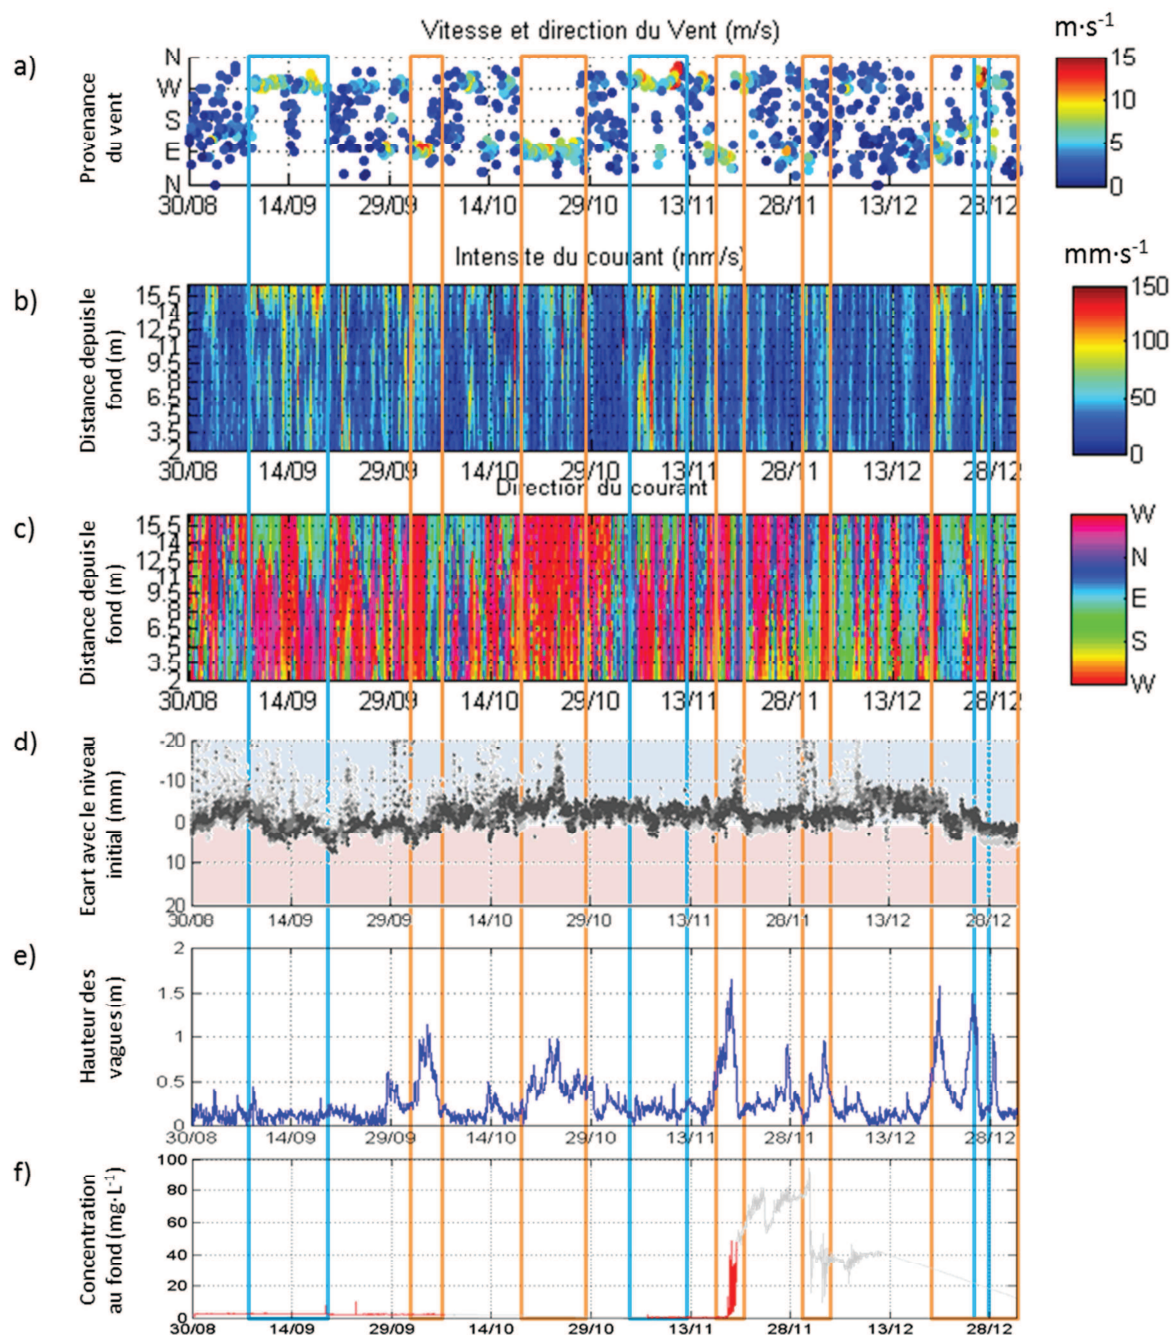 Vitesse et direction du Vent (m/s)
m·s⁻¹
a)
Provenance
du vent
N
W
S
E
N
30/08 14/09 29/09 14/10 29/10 13/11 28/11 13/12 28/12
15
10
5
0
Intensite du courant (mm/s)
mm·s⁻¹
b)
Distance depuis le
fond (m)
15,5
14
12,5
11
9,5
8
6,5
5
3,5
2
30/08 14/09 29/09 14/10 29/10 13/11 28/11 13/12 28/12
150
100
50
0
Direction du courant
c)
Distance depuis le
fond (m)
15,5
14
12,5
11
9,5
8
6,5
5
3,5
2
30/08 14/09 29/09 14/10 29/10 13/11 28/11 13/12 28/12
W
N
E
S
W
d)
Ecart avec le niveau
initial (mm)
-20
-10
0
10
20
30/08 14/09 29/09 14/10 29/10 13/11 28/11 13/12 28/12
e)
Hauteur des
vagues (m)
2
1.5
1
0.5
0
30/08 14/09 29/09 14/10 29/10 13/11 28/11 13/12 28/12
f)
Concentration
au fond (mg·L⁻¹)
100
80
60
40
20
0
30/08 14/09 29/09 14/10 29/10 13/11 28/11 13/12 28/12